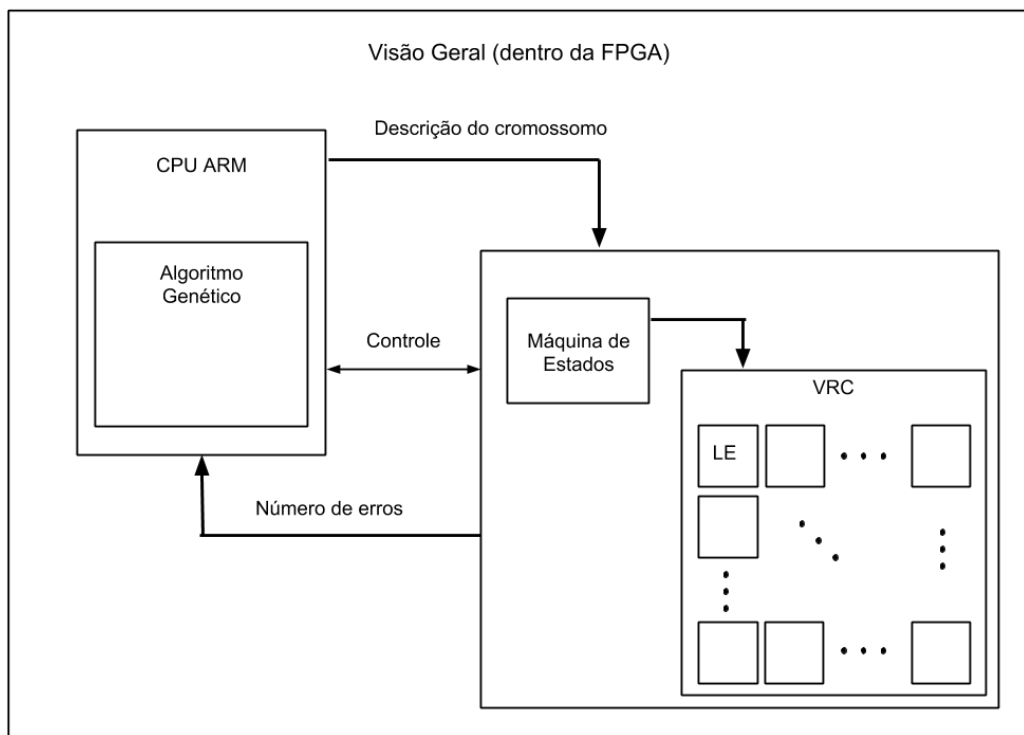 Visão Geral (dentro da FPGA)
Descrição do cromossomo
CPU ARM
Algoritmo
Genético
Controle
Máquina de
Estados
VRC
LE
Número de erros